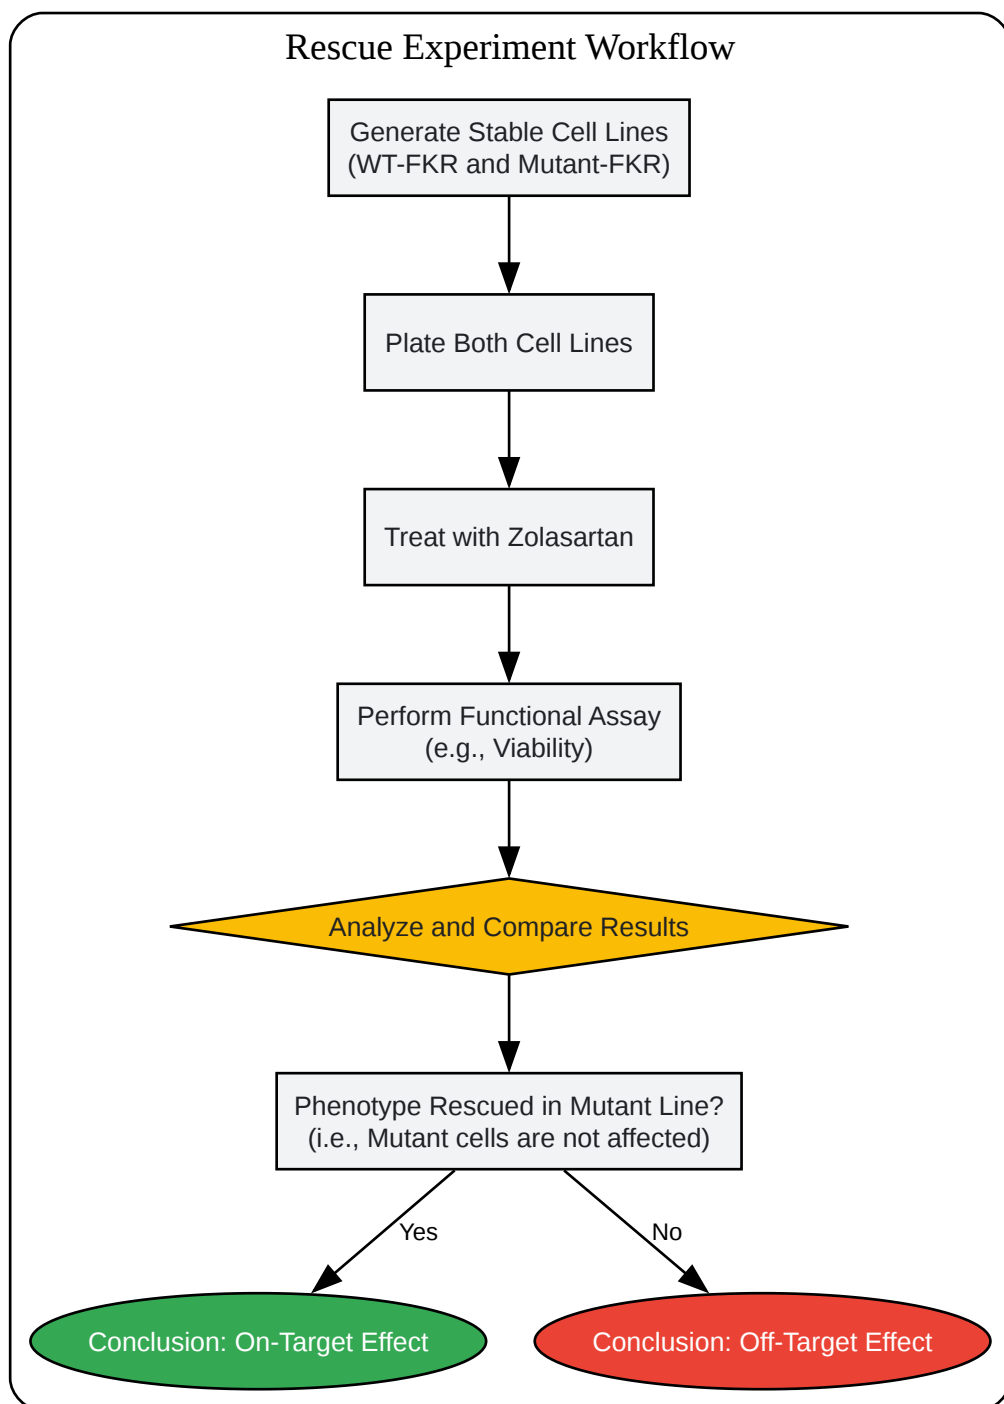 Rescue Experiment Workflow
Generate Stable Cell Lines
(WT-FKR and Mutant-FKR)
Plate Both Cell Lines
Treat with Zolasartan
Perform Functional Assay
(e.g., Viability)
Analyze and Compare Results
Phenotype Rescued in Mutant Line?
(i.e., Mutant cells are not affected)
Yes
No
Conclusion: On-Target Effect
Conclusion: Off-Target Effect